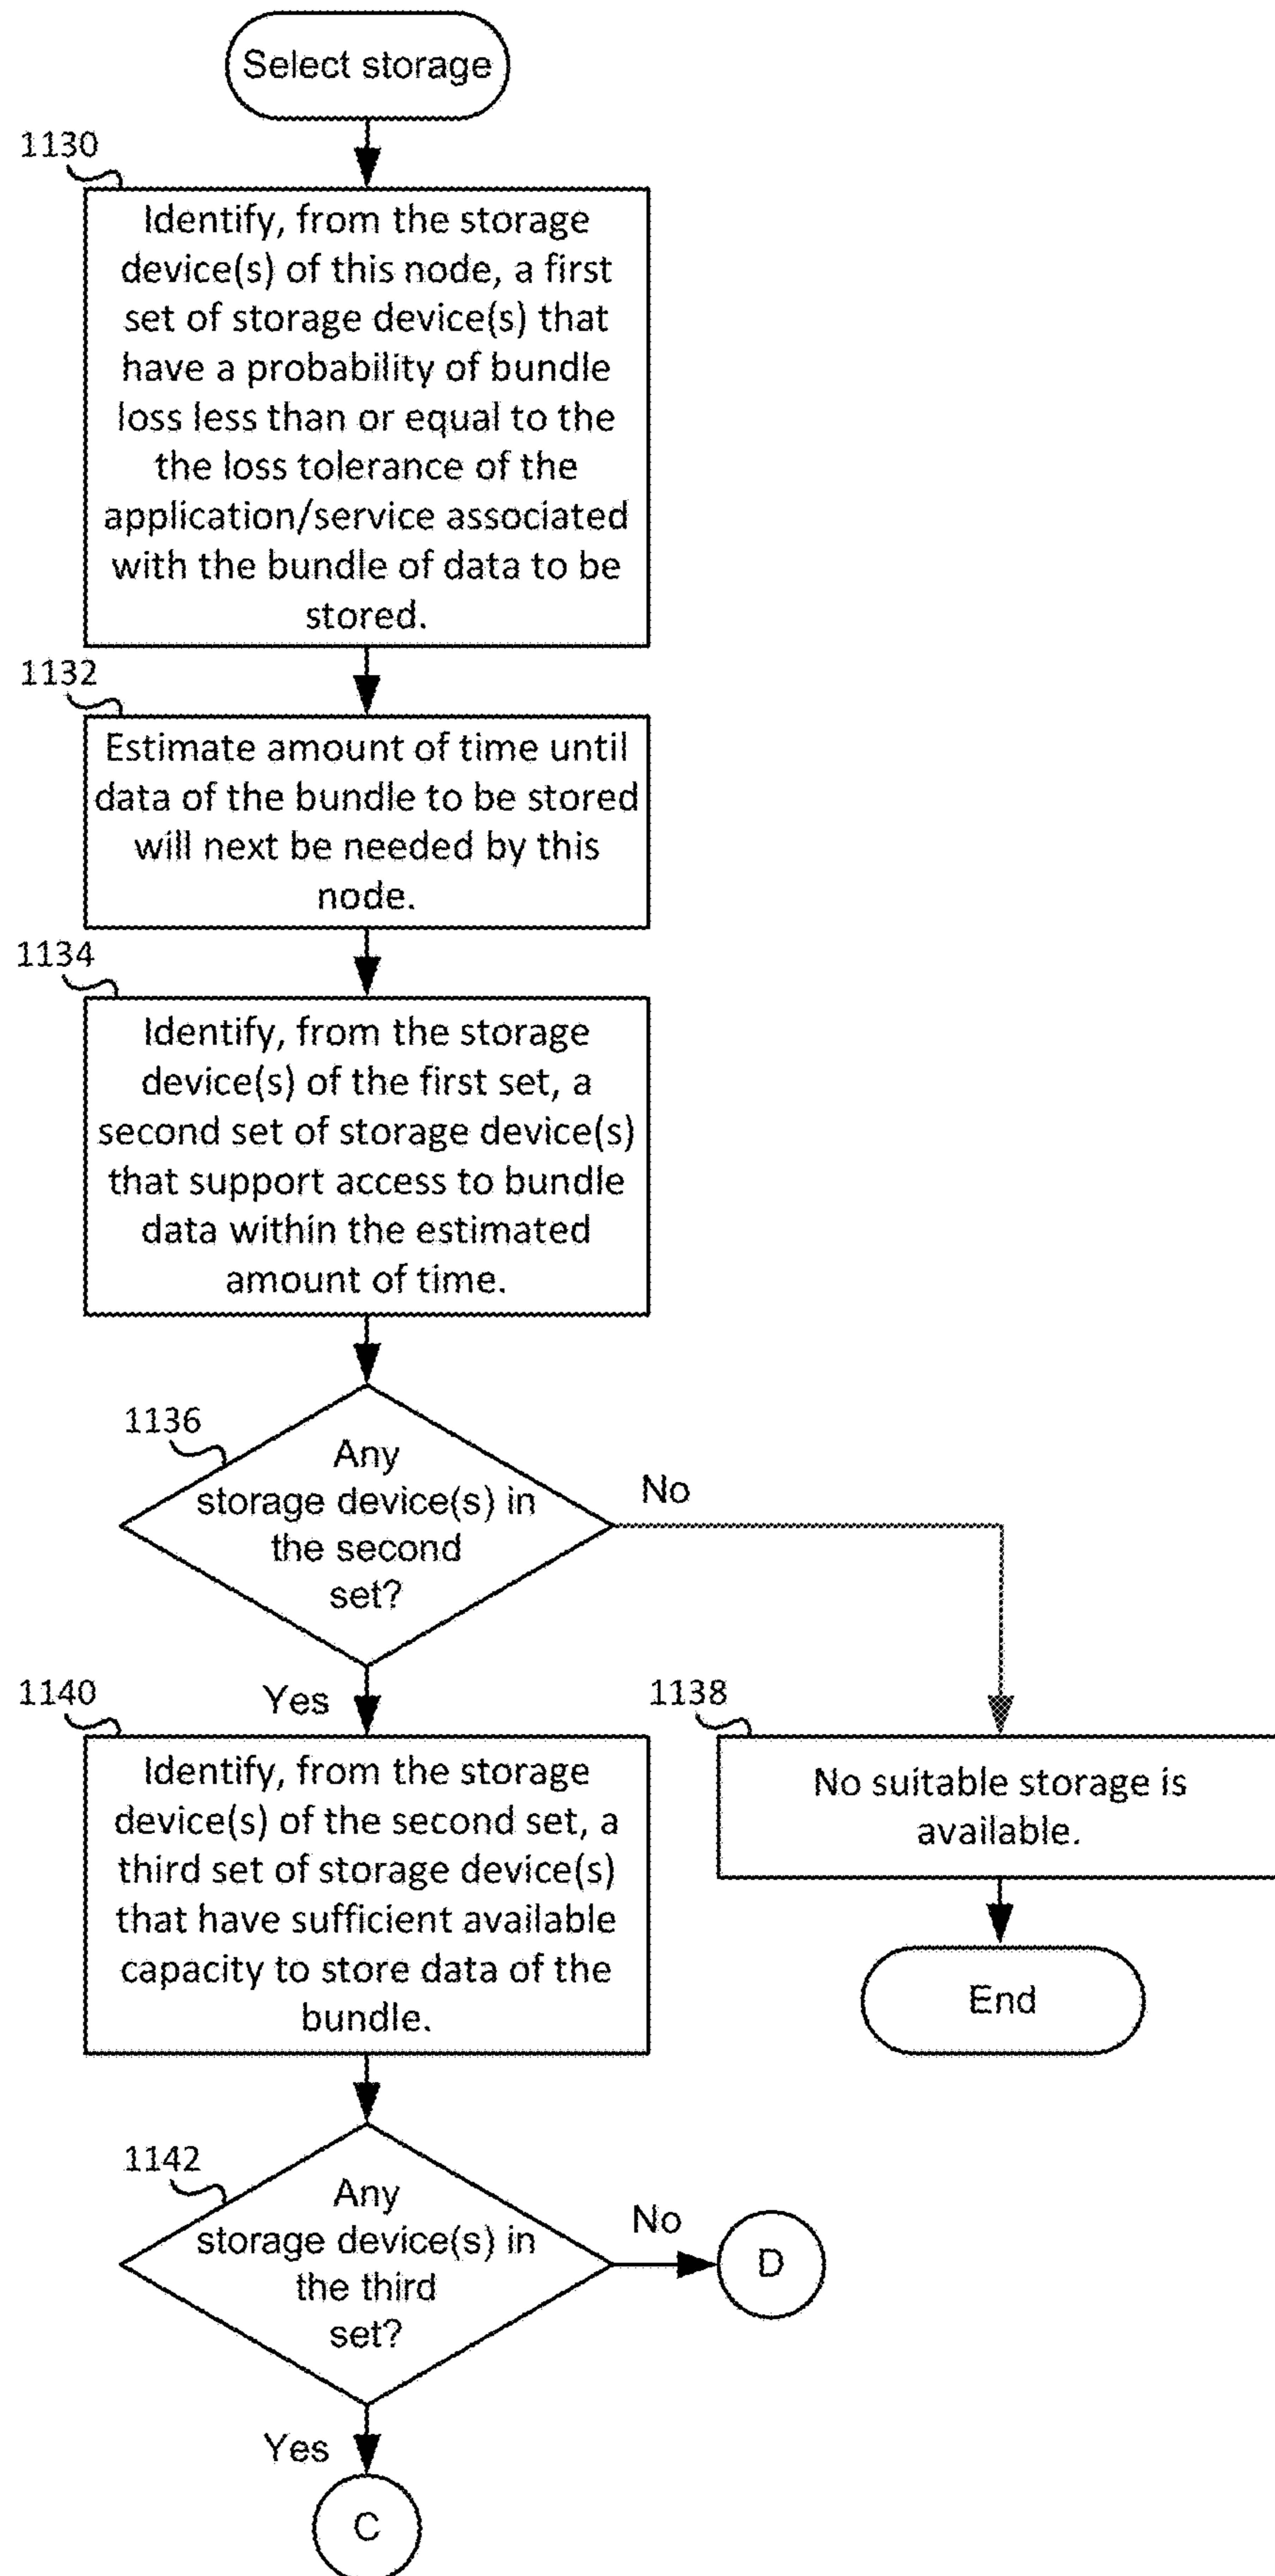 Select storage
1130
Identify, from the storage
device(s) of this node, a first
set of storage device(s) that
have a probability of bundle
loss less than or equal to the
the loss tolerance of the
application/service associated
with the bundle of data to be
stored.
1132
Estimate amount of time until
data of the bundle to be stored
will next be needed by this
node.
1134
Identify, from the storage
device(s) of the first set, a
second set of storage device(s)
that support access to bundle
data within the estimated
amount of time.
1136
Any
storage device(s) in
the second
set?
No
Yes
1140
Identify, from the storage
device(s) of the second set, a
third set of storage device(s)
that have sufficient available
capacity to store data of the
bundle.
1138
No suitable storage is
available.
End
1142
Any
storage device(s) in
the third
set?
No
D
Yes
C